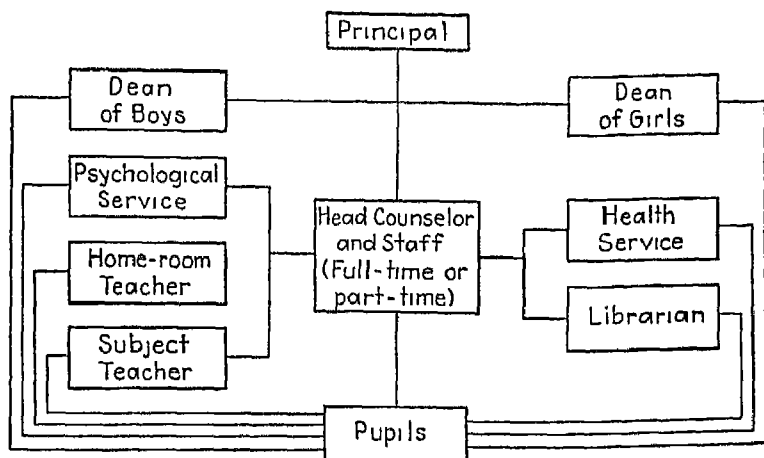 Principal
Dean
of Boys
Dean
of Girls
Psychological
Service
Head Counselor
and Staff
(Full-time or
part-time)
Health
Service
Home-room
Teacher
Librarian
Subject
Teacher
Pupils